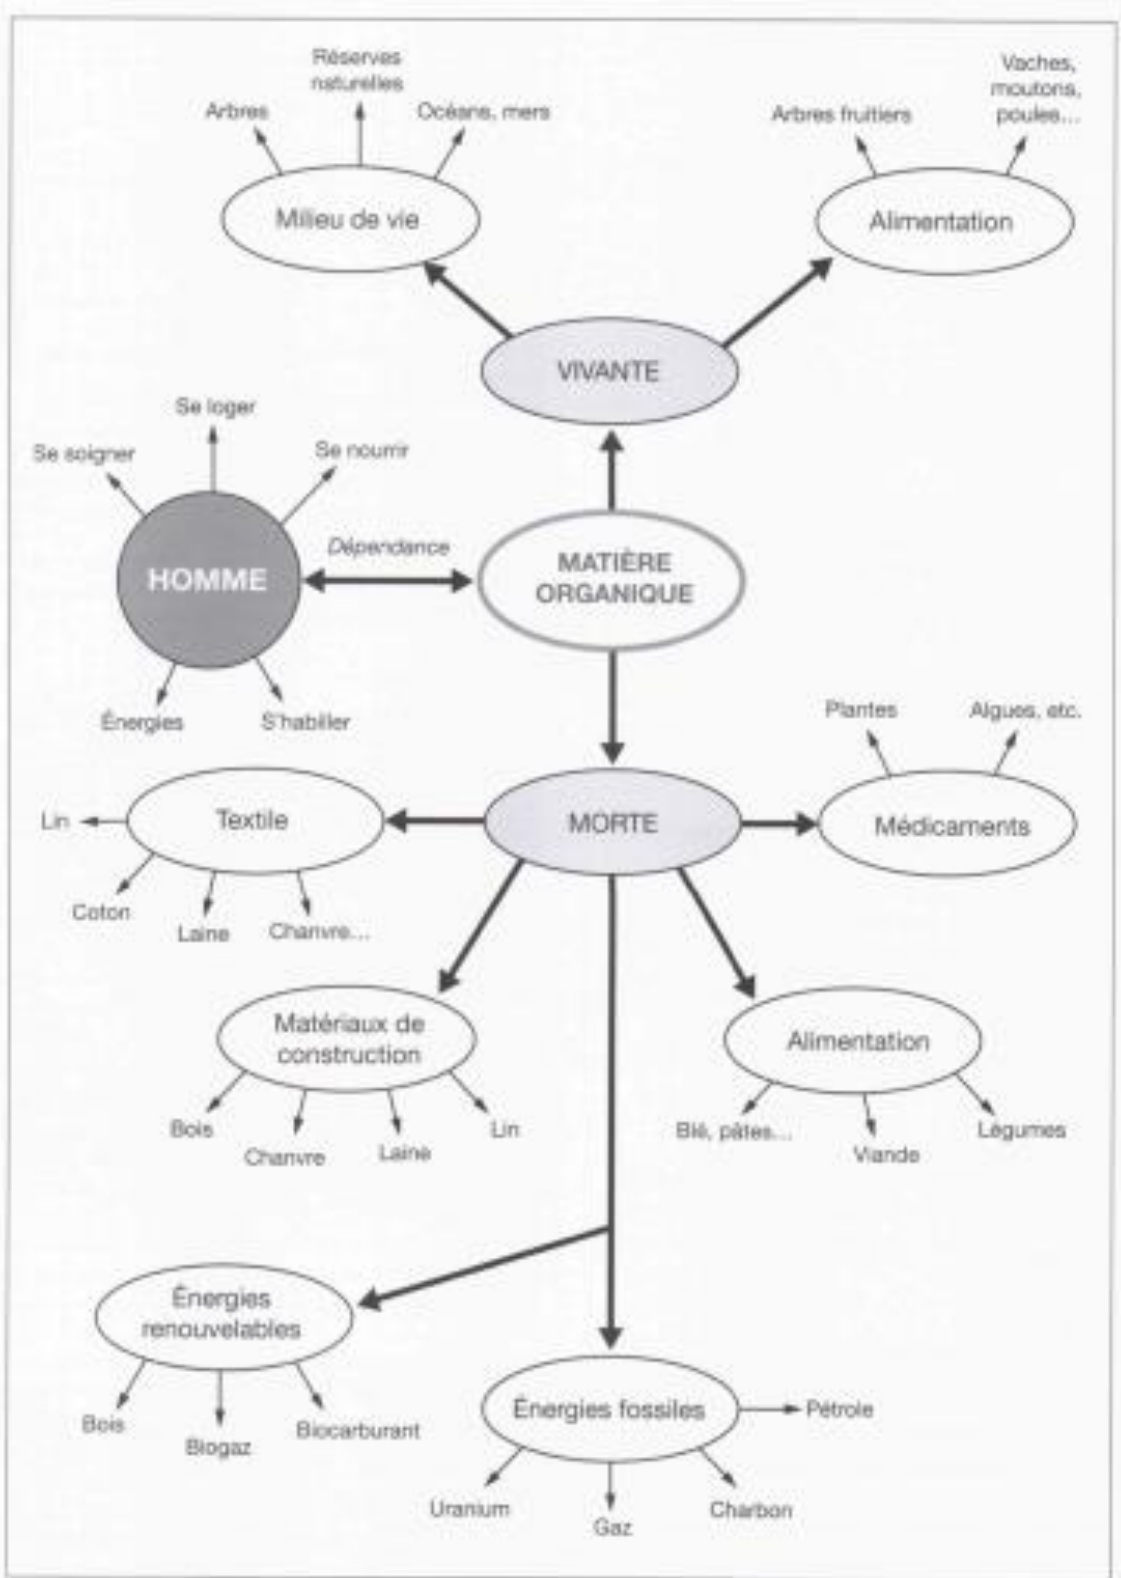 Réserves
naturelles
Arbres
Océans, mers
Vaches,
moutons,
poules...
Arbres fruitiers
Milieu de vie
Alimentation
VIVANTE
Se loger
Se soigner
Se nourrir
HOMME
Dépendance
MATIÈRE
ORGANIQUE
Énergies
S'habiller
Plantes
Algues, etc.
Lin
Textile
MORTE
Médicaments
Coton
Laine
Chanvre...
Matériaux de
construction
Alimentation
Bois
Chanvre
Laine
Lin
Blé, pâtes...
Viande
Légumes
Énergies
renouvelables
Bois
Biogaz
Biocarburant
Énergies fossiles
Pétrole
Uranium
Gaz
Charbon